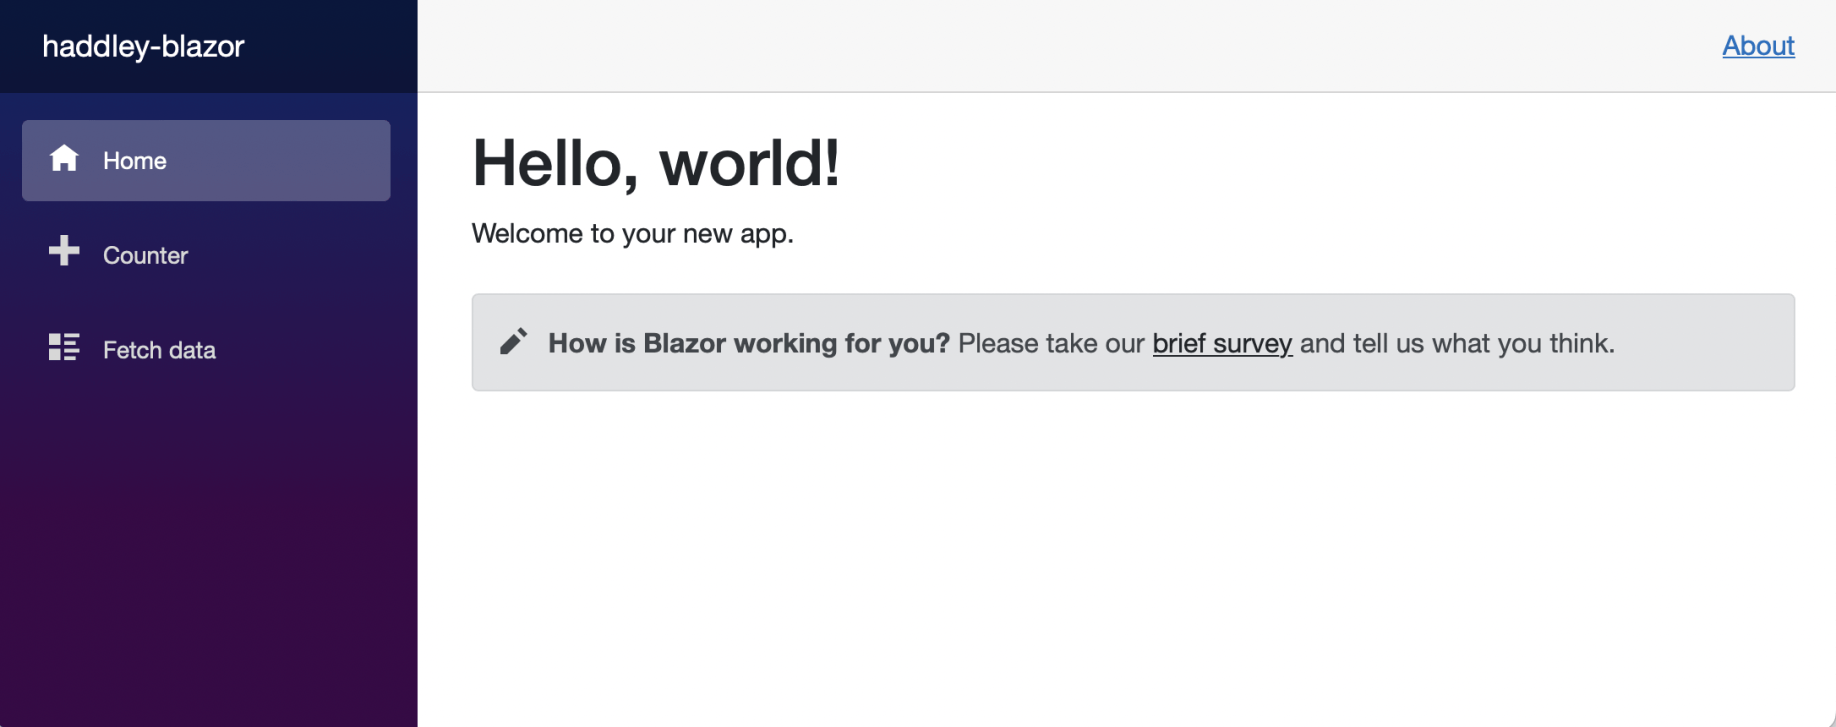 haddley-blazor
About
Home
Counter
Fetch data
Hello, world!
Welcome to your new app.
How is Blazor working for you? Please take our brief survey and tell us what you think.